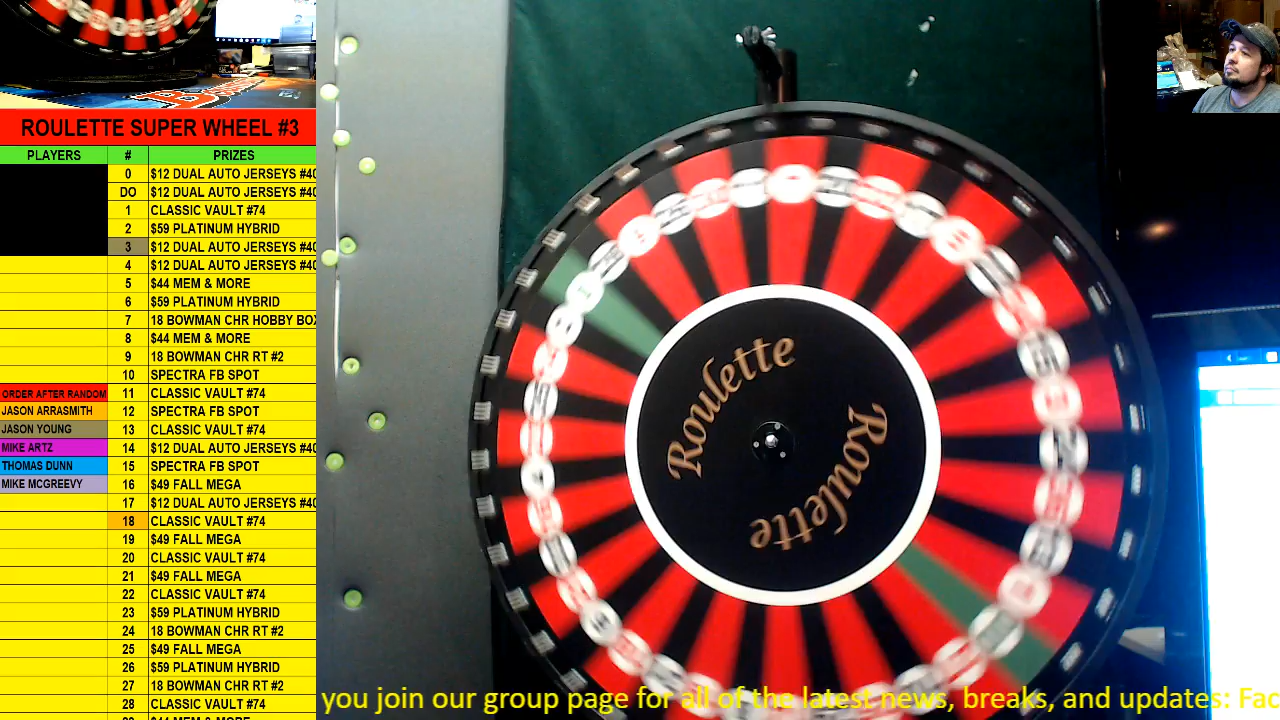 ROULETTE SUPER WHEEL #3
PLAYERS # PRIZES
0 $12 DUAL AUTO JERSEYS #40
DO $12 DUAL AUTO JERSEYS #40
1 CLASSIC VAULT #74
2 $59 PLATINUM HYBRID
3 $12 DUAL AUTO JERSEYS #40
4 $12 DUAL AUTO JERSEYS #40
5 $44 MEM & MORE
6 $59 PLATINUM HYBRID
7 18 BOWMAN CHR HOBBY BOX
8 $44 MEM & MORE
9 18 BOWMAN CHR RT #2
10 SPECTRA FB SPOT
ORDER AFTER RANDOM 11 CLASSIC VAULT #74
JASON ARRASMITH 12 SPECTRA FB SPOT
JASON YOUNG 13 CLASSIC VAULT #74
MIKE ARTZ 14 $12 DUAL AUTO JERSEYS #40
THOMAS DUNN 15 SPECTRA FB SPOT
MIKE MCGREEVY 16 $49 FALL MEGA
17 $12 DUAL AUTO JERSEYS #40
18 CLASSIC VAULT #74
19 $49 FALL MEGA
20 CLASSIC VAULT #74
21 $49 FALL MEGA
22 CLASSIC VAULT #74
23 $59 PLATINUM HYBRID
24 18 BOWMAN CHR RT #2
25 $49 FALL MEGA
26 $59 PLATINUM HYBRID
27 18 BOWMAN CHR RT #2
28 CLASSIC VAULT #74
Roulette
Roulette
you join our group page for all of the latest news, breaks, and updates: Fac